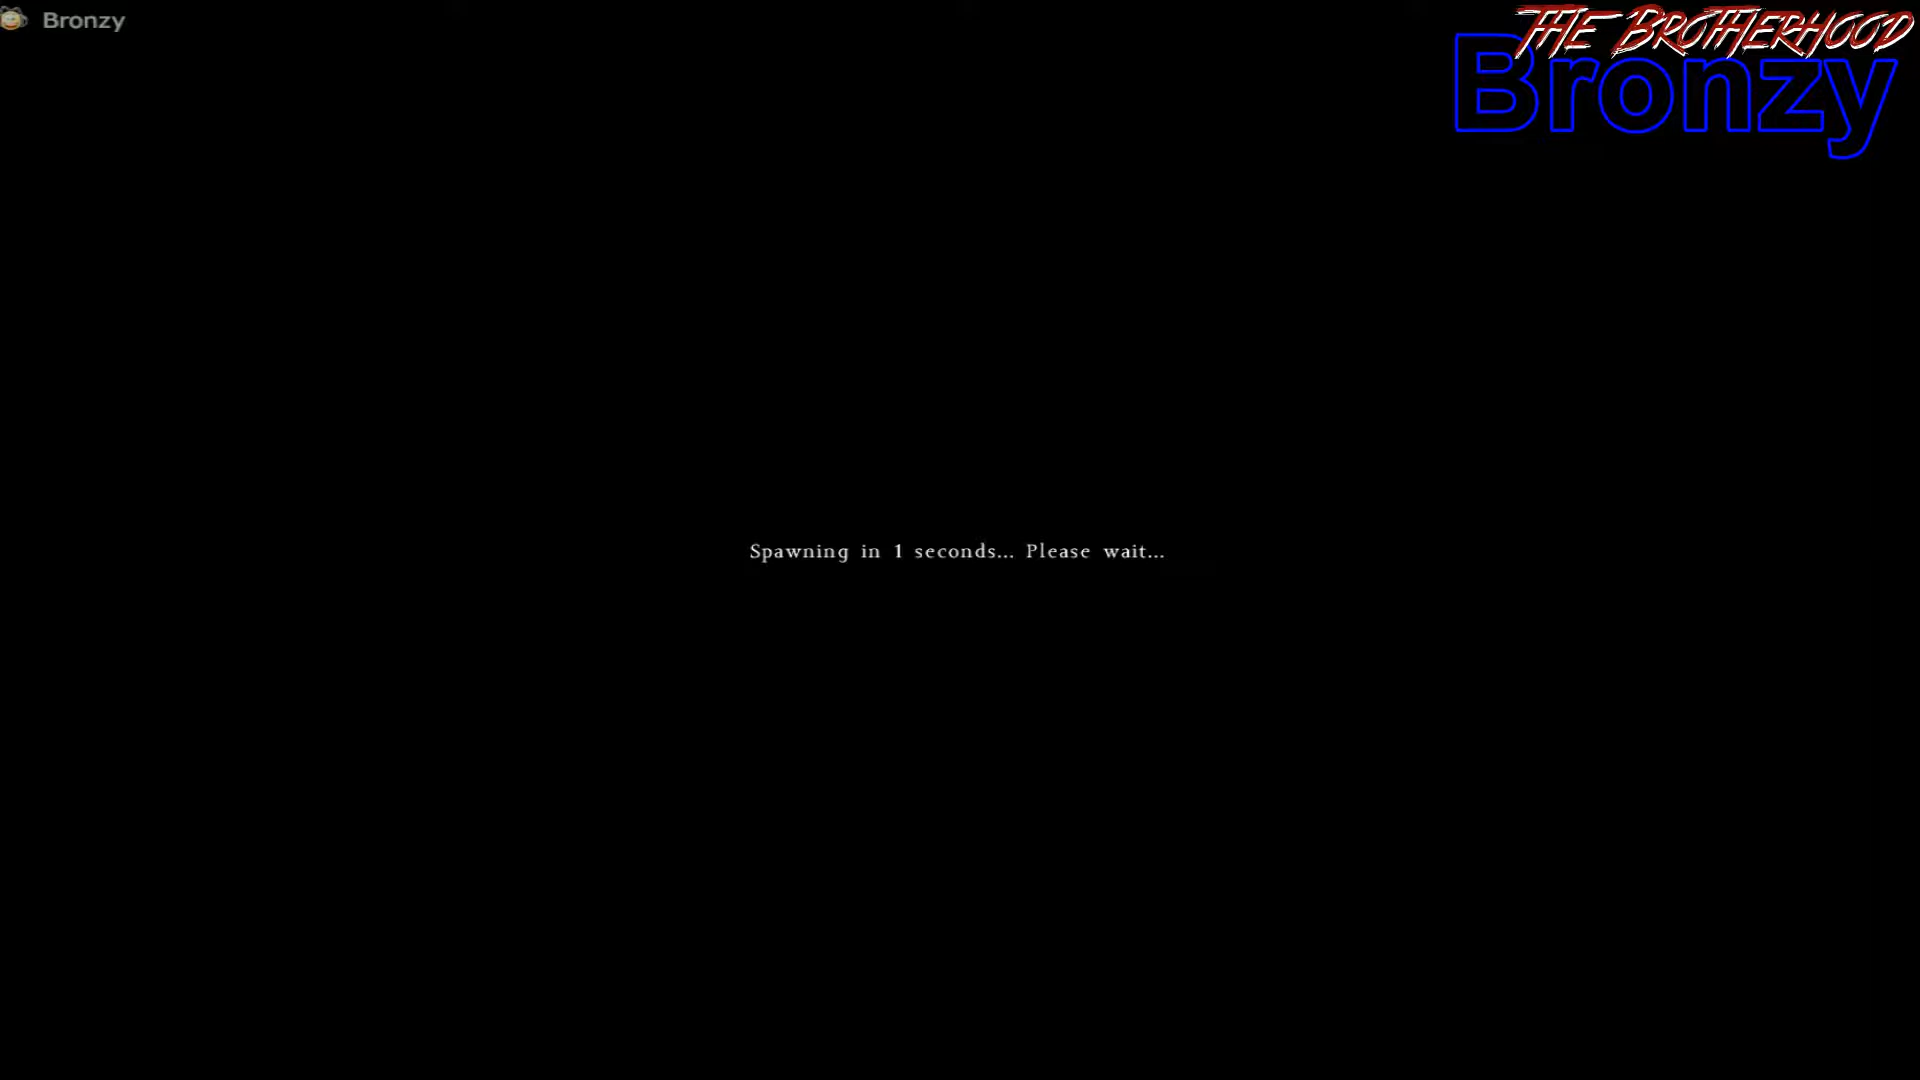 Bronzy
THE BROTHERHOOD
Bronzy
Spawning in 1 seconds... Please wait...